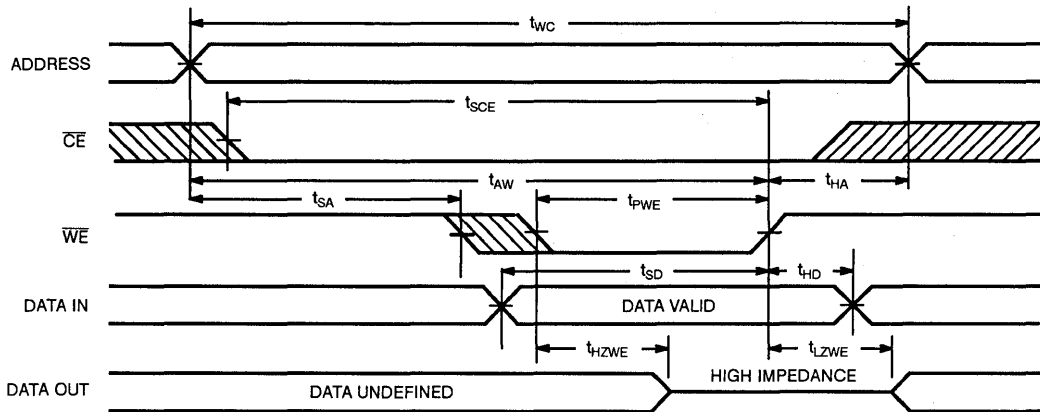 tWC
ADDRESS
tSCE
CE
tAW
tHA
tSA
tPWE
WE
tSD
tHD
DATA IN
DATA VALID
tHZWE
tLZWE
HIGH IMPEDANCE
DATA OUT
DATA UNDEFINED